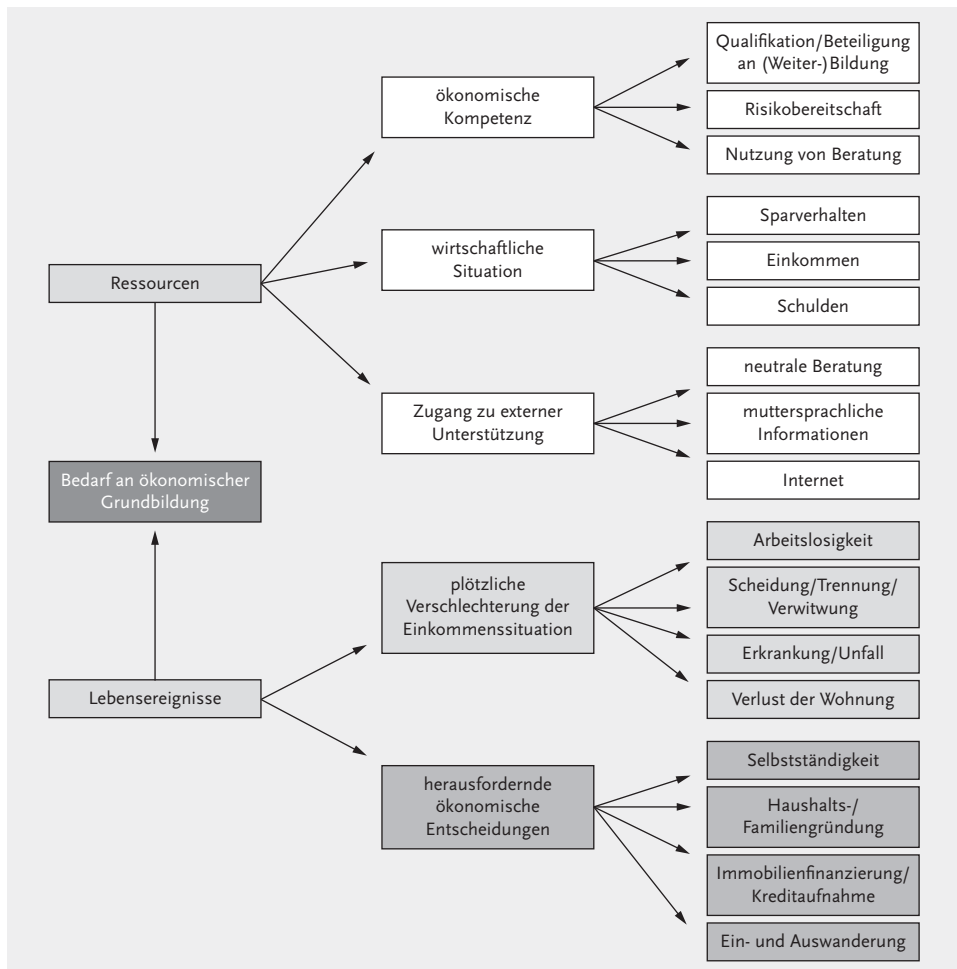 Qualifikation/Beteiligung
an (Weiter-)Bildung
ökonomische
Kompetenz
Risikobereitschaft
Nutzung von Beratung
Sparverhalten
wirtschaftliche
Situation
Einkommen
Ressourcen
Schulden
neutrale Beratung
Zugang zu externer
Unterstützung
muttersprachliche
Informationen
Internet
Bedarf an ökonomischer
Grundbildung
Arbeitslosigkeit
plötzliche
Verschlechterung der
Einkommenssituation
Scheidung/Trennung/
Verwitwung
Erkrankung/Unfall
Verlust der Wohnung
Lebensereignisse
Selbstständigkeit
herausfordernde
ökonomische
Entscheidungen
Haushalts-/
Familiengründung
Immobilienfinanzierung/
Kreditaufnahme
Ein- und Auswanderung